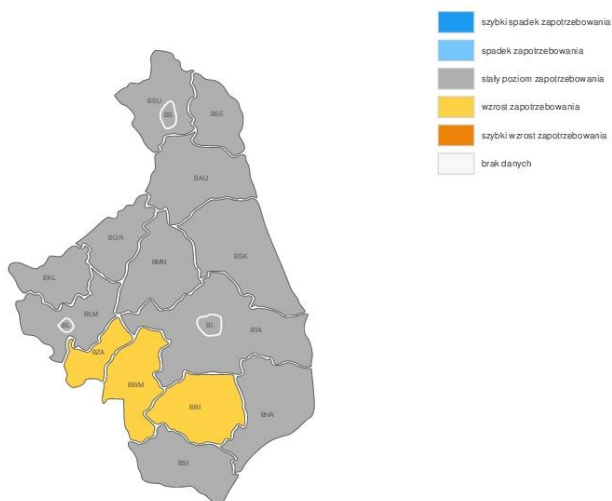 szybki spadek zapotrzebowania
spadek zapotrzebowania
stały poziom zapotrzebowania
wzrost zapotrzebowania
szybki wzrost zapotrzebowania
brak danych
BSU
BS
BSE
BAU
BGR
BMN
BSK
BKL
BLM
BL
BI
BIA
BZA
BWM
BBI
BHA
BSI